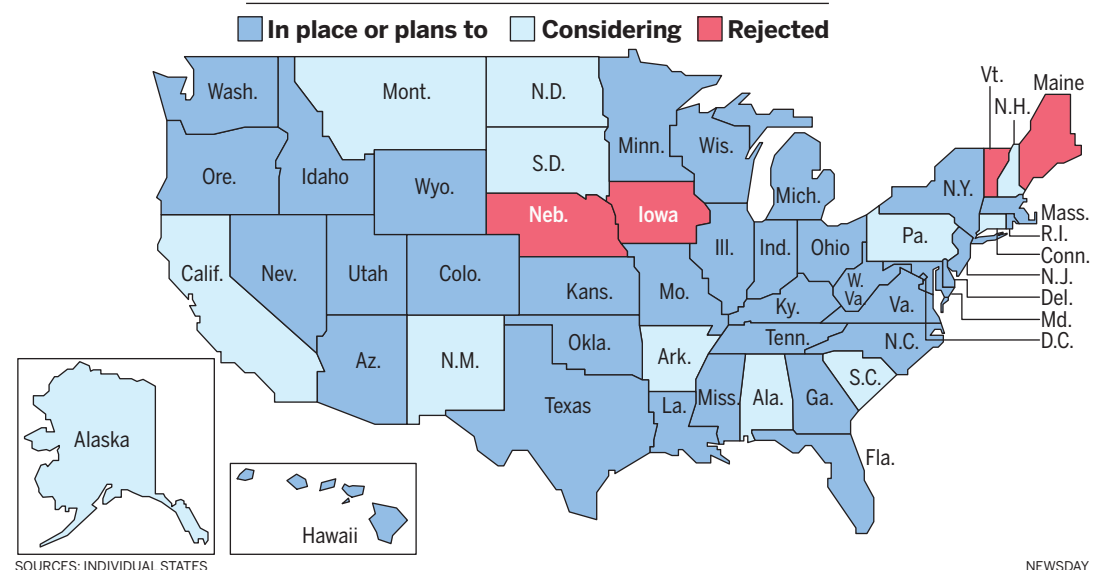 In place or plans to Considering Rejected
Vt.
Maine
Wash.
Mont.
N.D.
N.H.
Minn.
Wis.
S.D.
Ore.
Idaho
Wyo.
Mich.
N.Y.
Neb.
Iowa
Mass.
Pa.
R.I.
Conn.
Calif.
Nev.
Utah
Colo.
Ill.
Ind.
Ohio
N.J.
W.
Va.
Kans.
Mo.
Ky.
Va.
Del.
Md.
D.C.
Az.
N.M.
Okla.
Ark.
Tenn.
N.C.
S.C.
Texas
La.
Miss.
Ala.
Ga.
Fla.
Alaska
Hawaii
SOURCES: INDIVIDUAL STATES
NEWSDAY